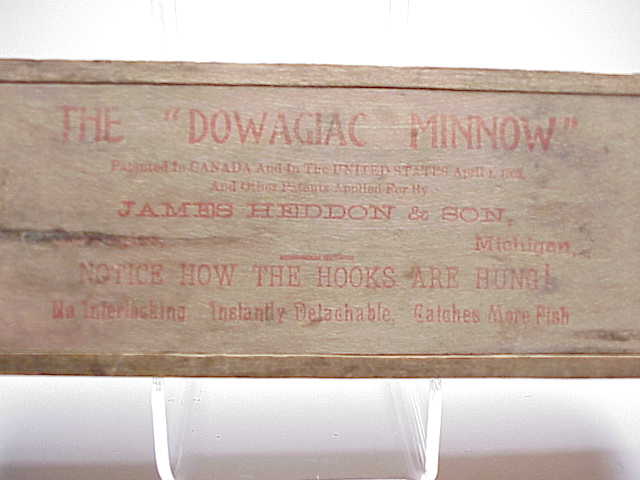 THE "DOWAGIAC MINNOW"
Patented In CANADA And In The UNITED STATES April 1,
And Other Patents Applied For By
JAMES HEDDON & SON,
Michigan,
NOTICE HOW THE HOOKS ARE HUNG!
No Interlocking Instantly Detachable, Catches More Fish